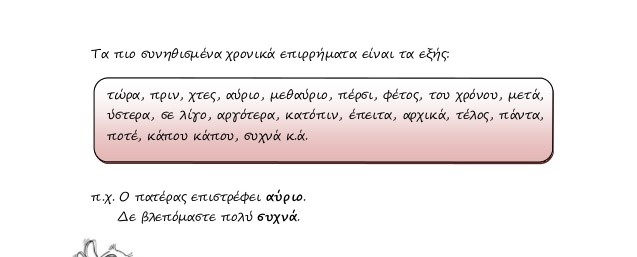 Τα πιο συνηθισμένα χρονικά επιρρήματα είναι τα εξής:
τώρα, πριν, χτες, αύριο, μεθαύριο, πέρσι, φέτος, του χρόνου, μετά,
ύστερα, σε λίγο, αργότερα, κατόπιν, έπειτα, αρχικά, τέλος, πάντα,
ποτέ, κάπου κάπου, συχνά κ.ά.
π.χ. Ο πατέρας επιστρέφει αύριο.
Δε βλεπόμαστε πολύ συχνά.